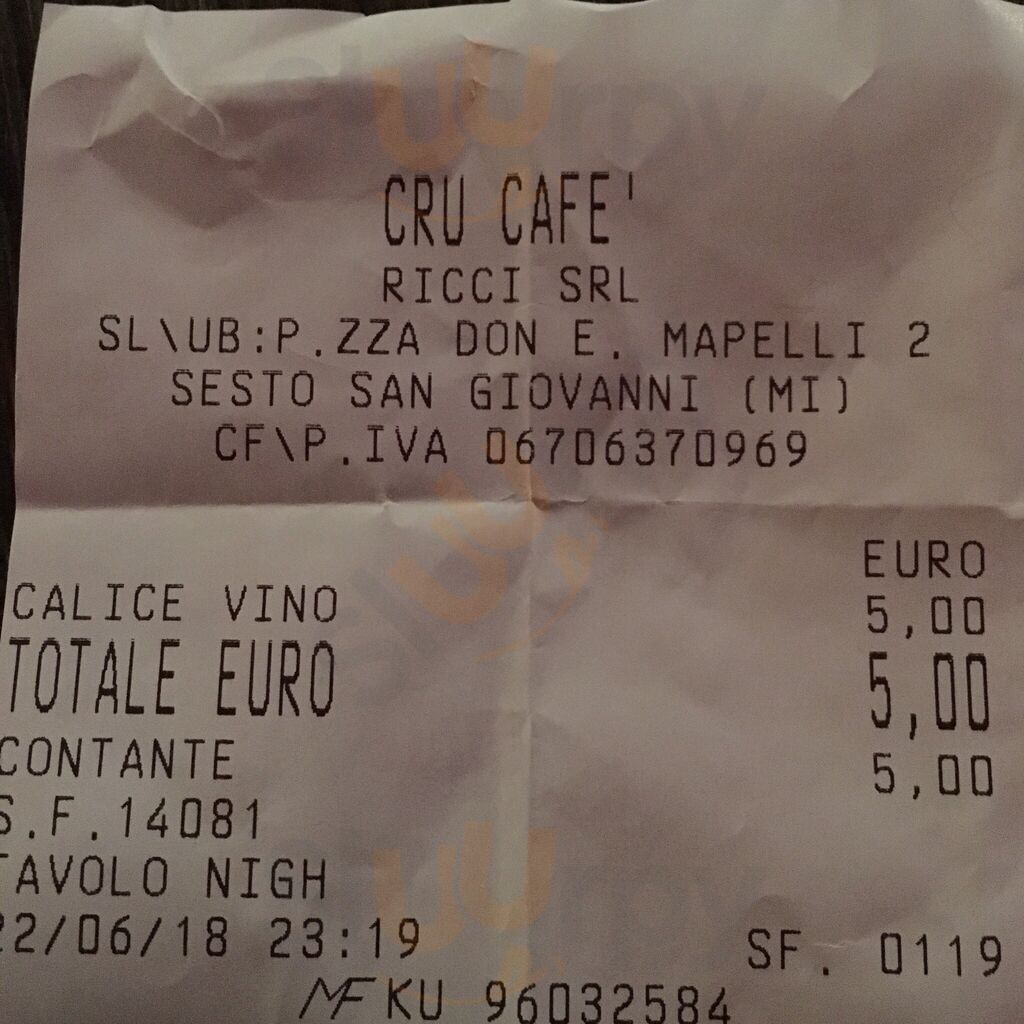 CRU CAFE'
RICCI SRL
SL\UB:P.ZZA DON E. MAPELLI 2
SESTO SAN GIOVANNI (MI)
CF\P.IVA 06706370969
EURO
CALICE VINO 5,00
TOTALE EURO 5,00
CONTANTE 5,00
S.F.14081
TAVOLO NIGH
22/06/18 23:19 SF. 0119
MF KU 96032584